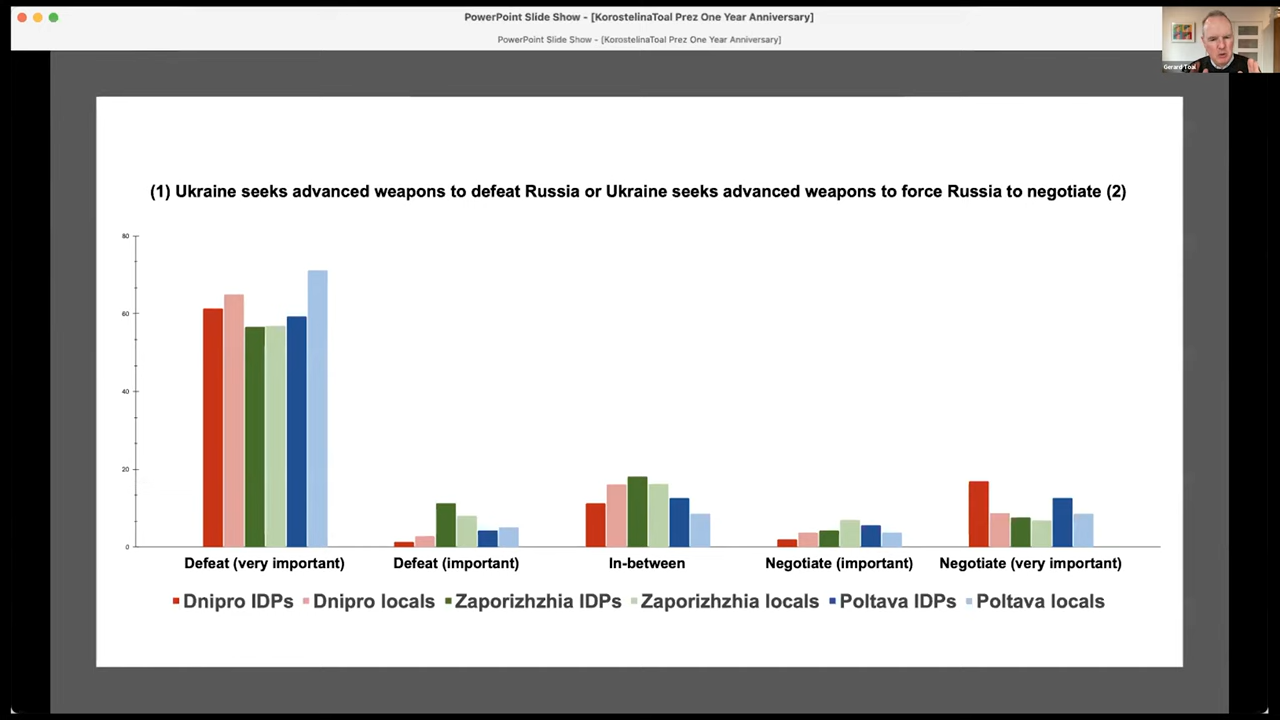 PowerPoint Slide Show - [KorostelinaToal Prez One Year Anniversary]
PowerPoint Slide Show - [KorostelinaToal Prez One Year Anniversary]
Gerard Toal
(1) Ukraine seeks advanced weapons to defeat Russia or Ukraine seeks advanced weapons to force Russia to negotiate (2)
80
60
40
20
0
Defeat (very important) Defeat (important) In-between Negotiate (important) Negotiate (very important)
Dnipro IDPs Dnipro locals Zaporizhzhia IDPs Zaporizhzhia locals Poltava IDPs Poltava locals